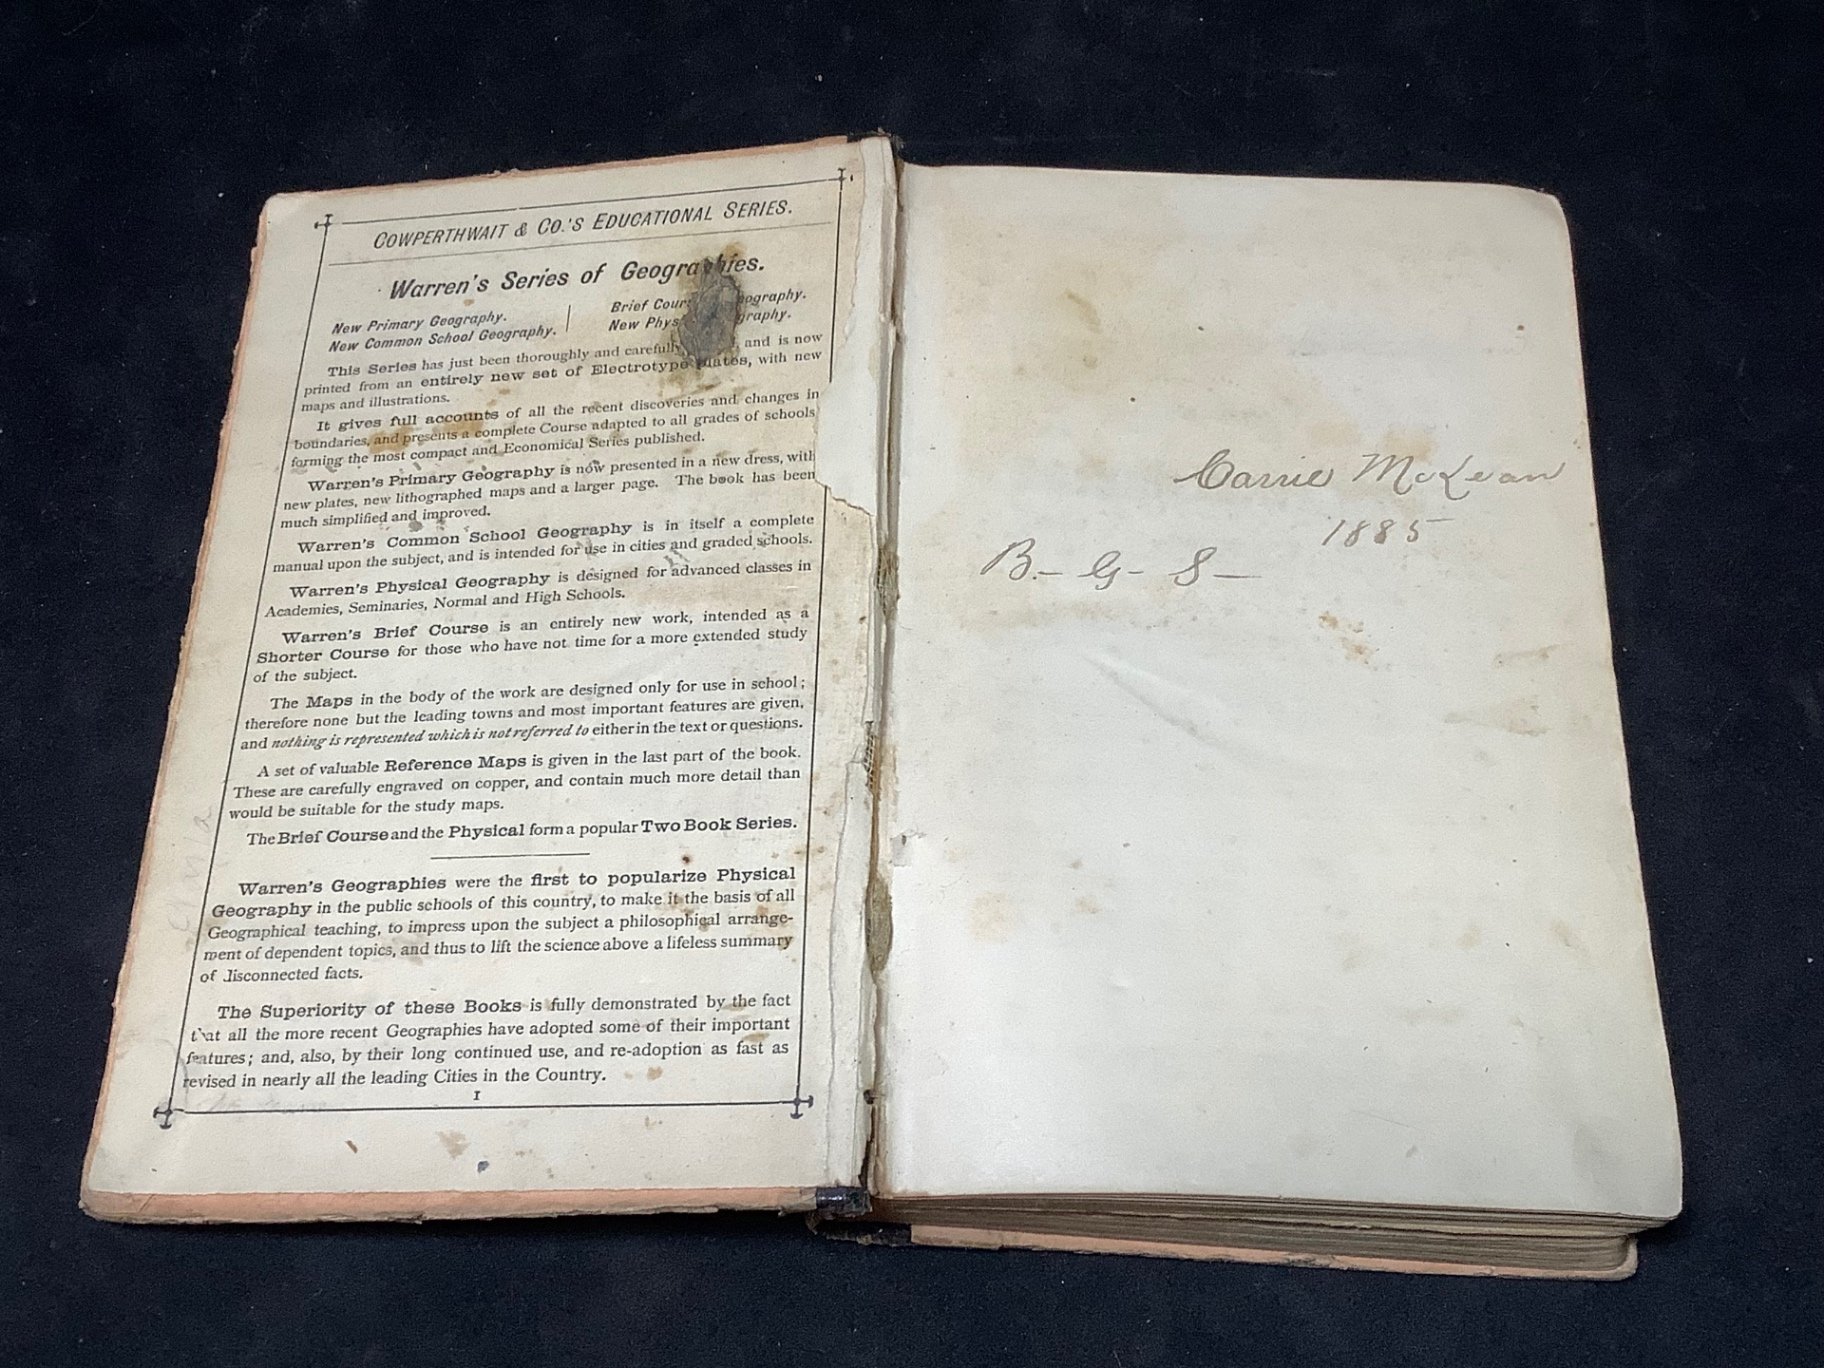 COWPERTHWAIT & CO.'S EDUCATIONAL SERIES.
Warren's Series of Geographies.
New Primary Geography.
New Common School Geography.
Brief Course Geography.
New Phys graphy.
This Series has just been thoroughly and carefully and is now
printed from an entirely new set of Electrotype Plates, with new
maps and illustrations.
It gives full accounts of all the recent discoveries and changes in
boundaries, and presents a complete Course adapted to all grades of schools
forming the most compact and Economical Series published.
Warren's Primary Geography is now presented in a new dress, with
new plates, new lithographed maps and a larger page. The book has been
much simplified and improved.
Warren's Common School Geography is in itself a complete
manual upon the subject, and is intended for use in cities and graded schools.
Warren's Physical Geography is designed for advanced classes in
Academies, Seminaries, Normal and High Schools.
Warren's Brief Course is an entirely new work, intended as a
Shorter Course for those who have not time for a more extended study
of the subject.
The Maps in the body of the work are designed only for use in school;
therefore none but the leading towns and most important features are given,
and nothing is represented which is not referred to either in the text or questions.
A set of valuable Reference Maps is given in the last part of the book.
These are carefully engraved on copper, and contain much more detail than
would be suitable for the study maps.
The Brief Course and the Physical form a popular Two Book Series.
Warren's Geographies were the first to popularize Physical
Geography in the public schools of this country, to make it the basis of all
Geographical teaching, to impress upon the subject a philosophical arrange-
ment of dependent topics, and thus to lift the science above a lifeless summary
of disconnected facts.
The Superiority of these Books is fully demonstrated by the fact
that all the more recent Geographies have adopted some of their important
features; and, also, by their long continued use, and re-adoption as fast as
revised in nearly all the leading Cities in the Country.
1
Carrie McLean
1885
B.- G- S-